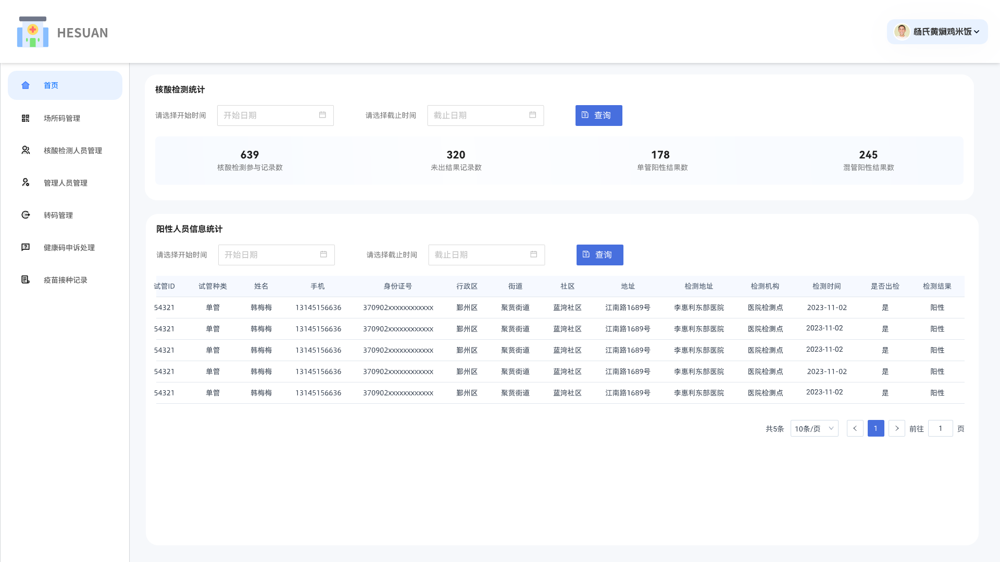 HESUAN
杨氏黄焖鸡米饭
首页
场所码管理
核酸检测人员管理
管理人员管理
转码管理
健康码申诉处理
疫苗接种记录
核酸检测统计
请选择开始时间 开始日期 请选择截止时间 截止日期 查询
639 320 178 245
核酸检测参与记录数 未出结果记录数 单管阳性结果数 混管阳性结果数
阳性人员信息统计
请选择开始时间 开始日期 请选择截止时间 截止日期 查询
试管ID 试管种类 姓名 手机 身份证号 行政区 街道 社区 地址 检测地址 检测机构 检测时间 是否出检 检测结果
54321 单管 韩梅梅 13145156636 370902xxxxxxxxxxxx 鄞州区 聚贤街道 蓝湾社区 江南路1689号 李惠利东部医院 医院检测点 2023-11-02 是 阳性
54321 单管 韩梅梅 13145156636 370902xxxxxxxxxxxx 鄞州区 聚贤街道 蓝湾社区 江南路1689号 李惠利东部医院 医院检测点 2023-11-02 是 阳性
54321 单管 韩梅梅 13145156636 370902xxxxxxxxxxxx 鄞州区 聚贤街道 蓝湾社区 江南路1689号 李惠利东部医院 医院检测点 2023-11-02 是 阳性
54321 单管 韩梅梅 13145156636 370902xxxxxxxxxxxx 鄞州区 聚贤街道 蓝湾社区 江南路1689号 李惠利东部医院 医院检测点 2023-11-02 是 阳性
54321 单管 韩梅梅 13145156636 370902xxxxxxxxxxxx 鄞州区 聚贤街道 蓝湾社区 江南路1689号 李惠利东部医院 医院检测点 2023-11-02 是 阳性
共5条 10条/页 1 前往 1 页